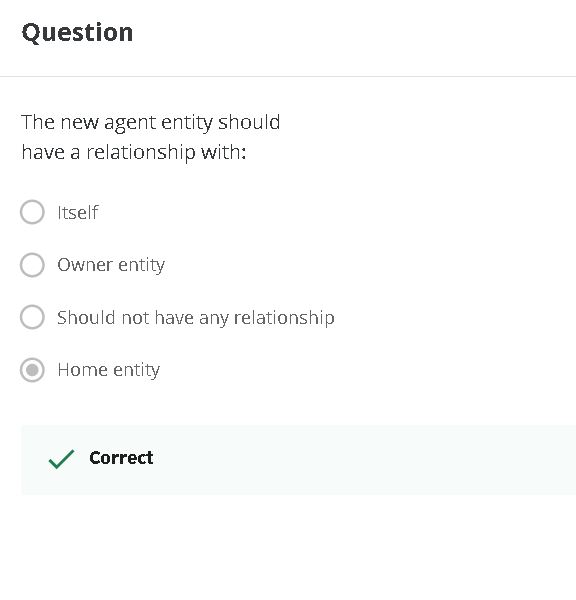 Question
The new agent entity should
have a relationship with:
Itself
Owner entity
Should not have any relationship
Home entity
Correct